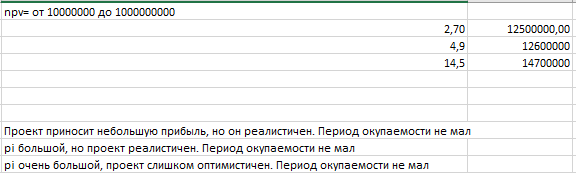 npv= от 10000000 до 1000000000
2,70 12500000,00
4,9 12600000
14,5 14700000
Проект приносит небольшую прибыль, но он реалистичен. Период окупаемости не мал
pi большой, но проект реалистичен. Период окупаемости не мал
pi очень большой, проект слишком оптимистичен. Период окупаемости не мал